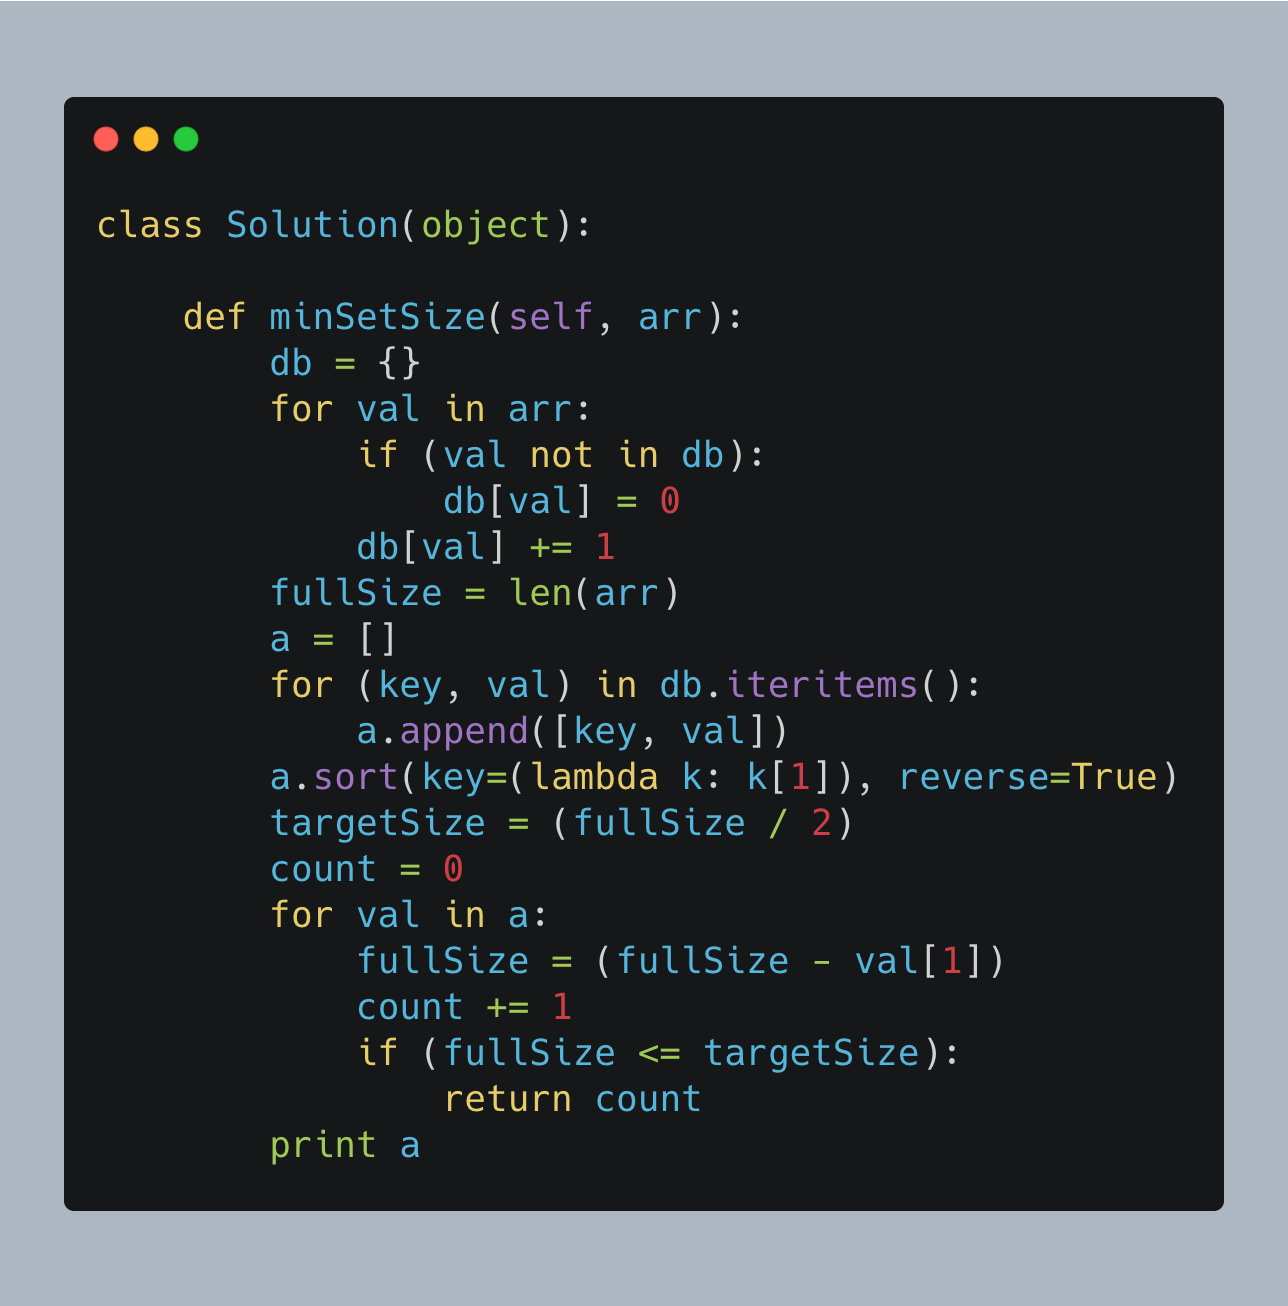 class Solution(object):

    def minSetSize(self, arr):
        db = {}
        for val in arr:
            if (val not in db):
                db[val] = 0
            db[val] += 1
        fullSize = len(arr)
        a = []
        for (key, val) in db.iteritems():
            a.append([key, val])
        a.sort(key=(lambda k: k[1]), reverse=True)
        targetSize = (fullSize / 2)
        count = 0
        for val in a:
            fullSize = (fullSize - val[1])
            count += 1
            if (fullSize <= targetSize):
                return count
        print a